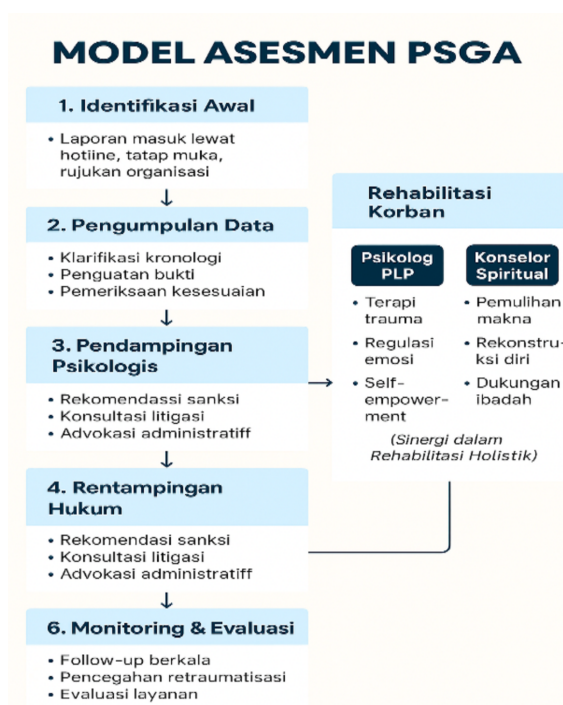 MODEL ASESMEN PSGA
1. Identifikasi Awal
• Laporan masuk lewat
hotiine, tatap muka,
rujukan organisasi
2. Pengumpulan Data
• Klarifikasi kronologi
• Penguatan bukti
• Pemeriksaan kesesuaian
3. Pendampingan
Psikologis
• Rekomendassi sanksi
• Konsultasi litigasi
• Advokasi administratiff
4. Rentampingan
Hukum
• Rekomendasi sanksi
• Konsultasi litigasi
• Advokasi administratiff
6. Monitoring & Evaluasi
• Follow-up berkala
• Pencegahan retraumatisasi
• Evaluasi layanan
Rehabilitasi
Korban
Psikolog
PLP
• Terapi
trauma
• Regulasi
emosi
• Self-
empower-
ment
Konselor
Spiritual
• Pemulihan
makna
• Rekonstru-
ksi diri
• Dukungan
ibadah
(Sinergi dalam
Rehabilitasi Holistik)